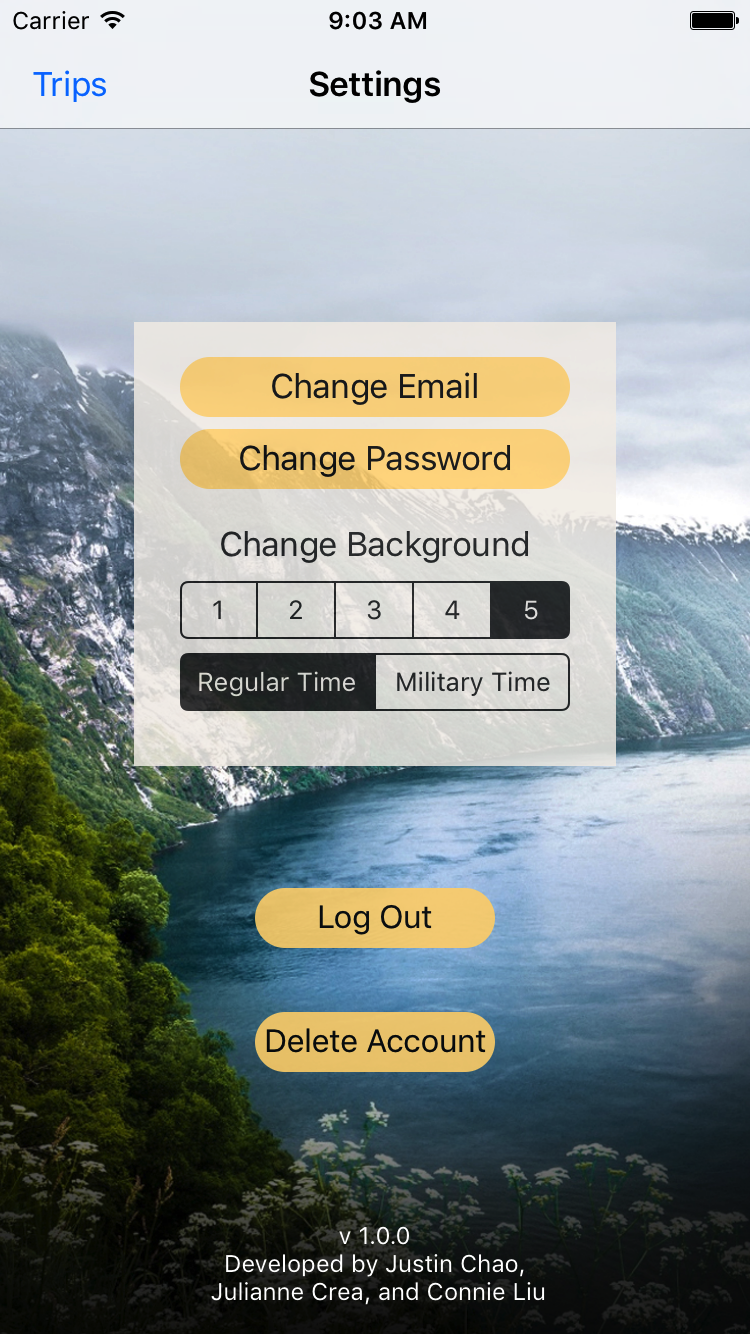 Carrier 9:03 AM
Trips Settings
Change Email
Change Password
Change Background
1 2 3 4 5
Regular Time Military Time
Log Out
Delete Account
v 1.0.0
Developed by Justin Chao,
Julianne Crea, and Connie Liu